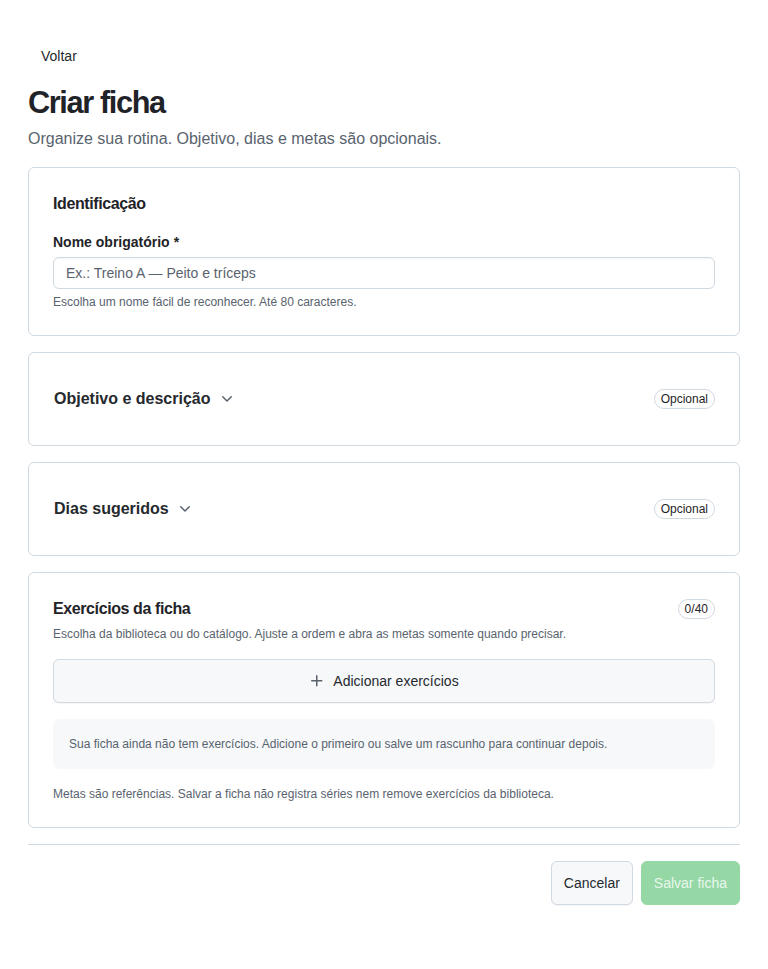 Voltar
Criar ficha
Organize sua rotina. Objetivo, dias e metas são opcionais.
Identificação
Nome obrigatório *
Ex.: Treino A — Peito e tríceps
Escolha um nome fácil de reconhecer. Até 80 caracteres.
Objetivo e descrição
Opcional
Dias sugeridos
Opcional
Exercícios da ficha
0/40
Escolha da biblioteca ou do catálogo. Ajuste a ordem e abra as metas somente quando precisar.
Adicionar exercícios
Sua ficha ainda não tem exercícios. Adicione o primeiro ou salve um rascunho para continuar depois.
Metas são referências. Salvar a ficha não registra séries nem remove exercícios da biblioteca.
Cancelar
Salvar ficha